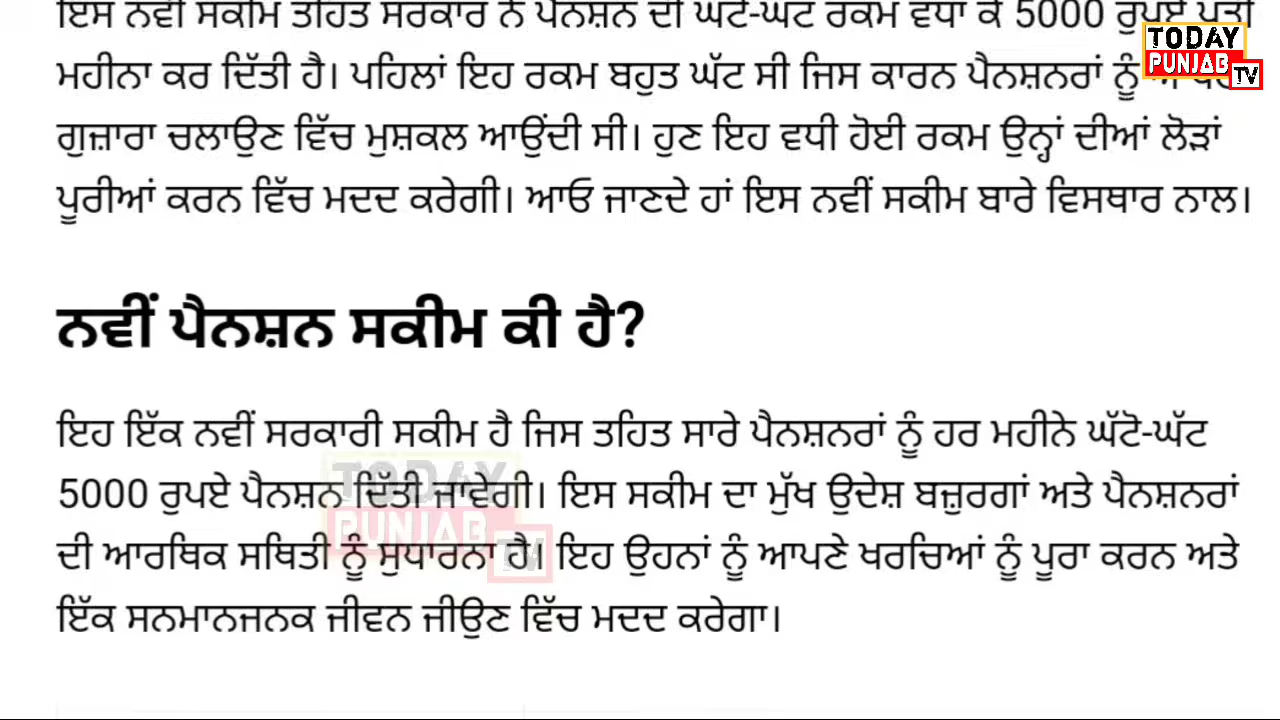 ਇਸ ਨਵੀਂ ਸਕੀਮ ਤਹਿਤ ਸਰਕਾਰ ਨੇ ਪੈਨਸ਼ਨ ਦੀ ਘੱਟੋ-ਘੱਟ ਰਕਮ ਵਧਾ ਕੇ 5000 ਰੁਪਏ ਪ੍ਰਤੀ
ਮਹੀਨਾ ਕਰ ਦਿੱਤੀ ਹੈ। ਪਹਿਲਾਂ ਇਹ ਰਕਮ ਬਹੁਤ ਘੱਟ ਸੀ ਜਿਸ ਕਾਰਨ ਪੈਨਸ਼ਨਰਾਂ ਨੂੰ
ਗੁਜ਼ਾਰਾ ਚਲਾਉਣ ਵਿੱਚ ਮੁਸ਼ਕਲ ਆਉਂਦੀ ਸੀ। ਹੁਣ ਇਹ ਵਧੀ ਹੋਈ ਰਕਮ ਉਨ੍ਹਾਂ ਦੀਆਂ ਲੋੜਾਂ
ਪੂਰੀਆਂ ਕਰਨ ਵਿੱਚ ਮਦਦ ਕਰੇਗੀ। ਆਓ ਜਾਣਦੇ ਹਾਂ ਇਸ ਨਵੀਂ ਸਕੀਮ ਬਾਰੇ ਵਿਸਥਾਰ ਨਾਲ।
TODAY
PUNJAB
TV
ਨਵੀਂ ਪੈਨਸ਼ਨ ਸਕੀਮ ਕੀ ਹੈ?
ਇਹ ਇੱਕ ਨਵੀਂ ਸਰਕਾਰੀ ਸਕੀਮ ਹੈ ਜਿਸ ਤਹਿਤ ਸਾਰੇ ਪੈਨਸ਼ਨਰਾਂ ਨੂੰ ਹਰ ਮਹੀਨੇ ਘੱਟੋ-ਘੱਟ
5000 ਰੁਪਏ ਪੈਨਸ਼ਨ ਦਿੱਤੀ ਜਾਵੇਗੀ। ਇਸ ਸਕੀਮ ਦਾ ਮੁੱਖ ਉਦੇਸ਼ ਬਜ਼ੁਰਗਾਂ ਅਤੇ ਪੈਨਸ਼ਨਰਾਂ
ਦੀ ਆਰਥਿਕ ਸਥਿਤੀ ਨੂੰ ਸੁਧਾਰਨਾ ਹੈ। ਇਹ ਉਹਨਾਂ ਨੂੰ ਆਪਣੇ ਖਰਚਿਆਂ ਨੂੰ ਪੂਰਾ ਕਰਨ ਅਤੇ
ਇੱਕ ਸਨਮਾਨਜਨਕ ਜੀਵਨ ਜੀਉਣ ਵਿੱਚ ਮਦਦ ਕਰੇਗਾ।
TODAY
PUNJAB
TV